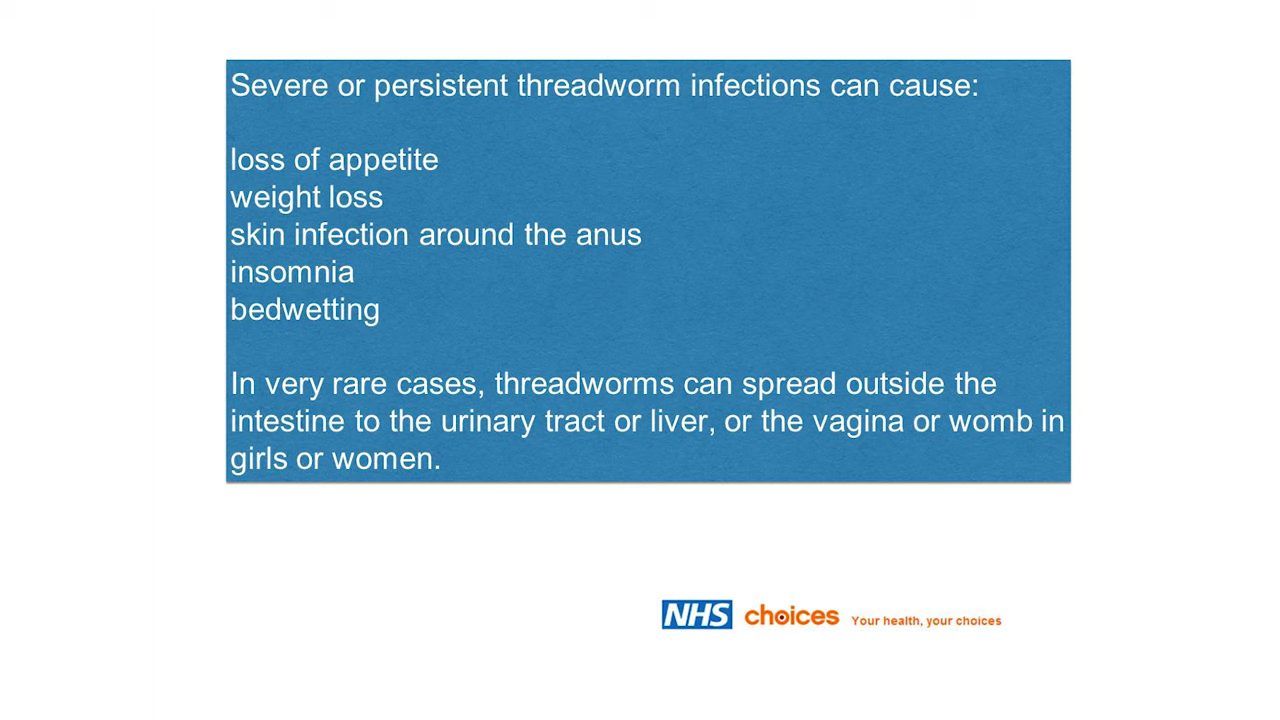 Severe or persistent threadworm infections can cause:
loss of appetite
weight loss
skin infection around the anus
insomnia
bedwetting
In very rare cases, threadworms can spread outside the
intestine to the urinary tract or liver, or the vagina or womb in
girls or women.
NHS choices Your health, your choices